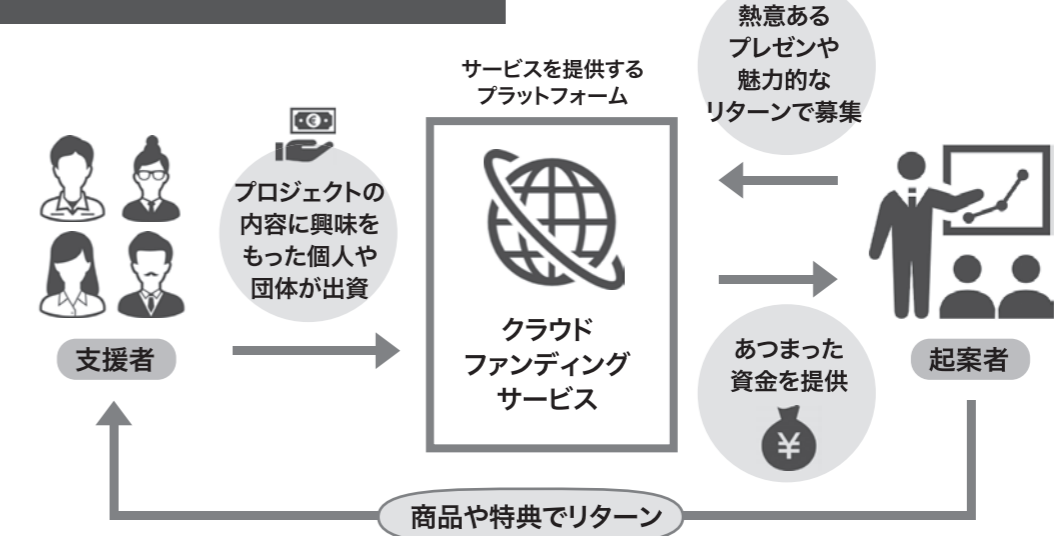 熱意ある
プレゼンや
魅力的な
リターンで募集
サービスを提供する
プラットフォーム
プロジェクトの
内容に興味を
もった個人や
団体が出資
クラウド
ファンディング
サービス
あつまった
資金を提供
¥
支援者
起案者
商品や特典でリターン